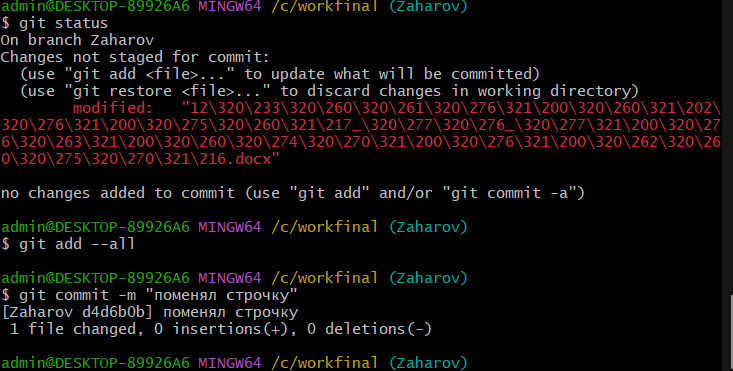 admin@DESKTOP-89926A6 MINGW64 /c/workfinal (Zaharov)
$ git status
On branch Zaharov
Changes not staged for commit:
  (use "git add <file>..." to update what will be committed)
  (use "git restore <file>..." to discard changes in working directory)
        modified:   "12\320\233\320\260\320\261\320\276\321\200\320\260\321\202\
320\276\321\200\320\275\320\260\321\217_\320\277\320\276_\320\277\321\200\320\27
6\320\263\321\200\320\260\320\274\320\270\321\200\320\276\321\200\320\262\320\26
0\320\275\320\270\321\216.docx"
no changes added to commit (use "git add" and/or "git commit -a")
admin@DESKTOP-89926A6 MINGW64 /c/workfinal (Zaharov)
$ git add --all
admin@DESKTOP-89926A6 MINGW64 /c/workfinal (Zaharov)
$ git commit -m "поменял строчку"
[Zaharov d4d6b0b] поменял строчку
 1 file changed, 0 insertions(+), 0 deletions(-)
admin@DESKTOP-89926A6 MINGW64 /c/workfinal (Zaharov)